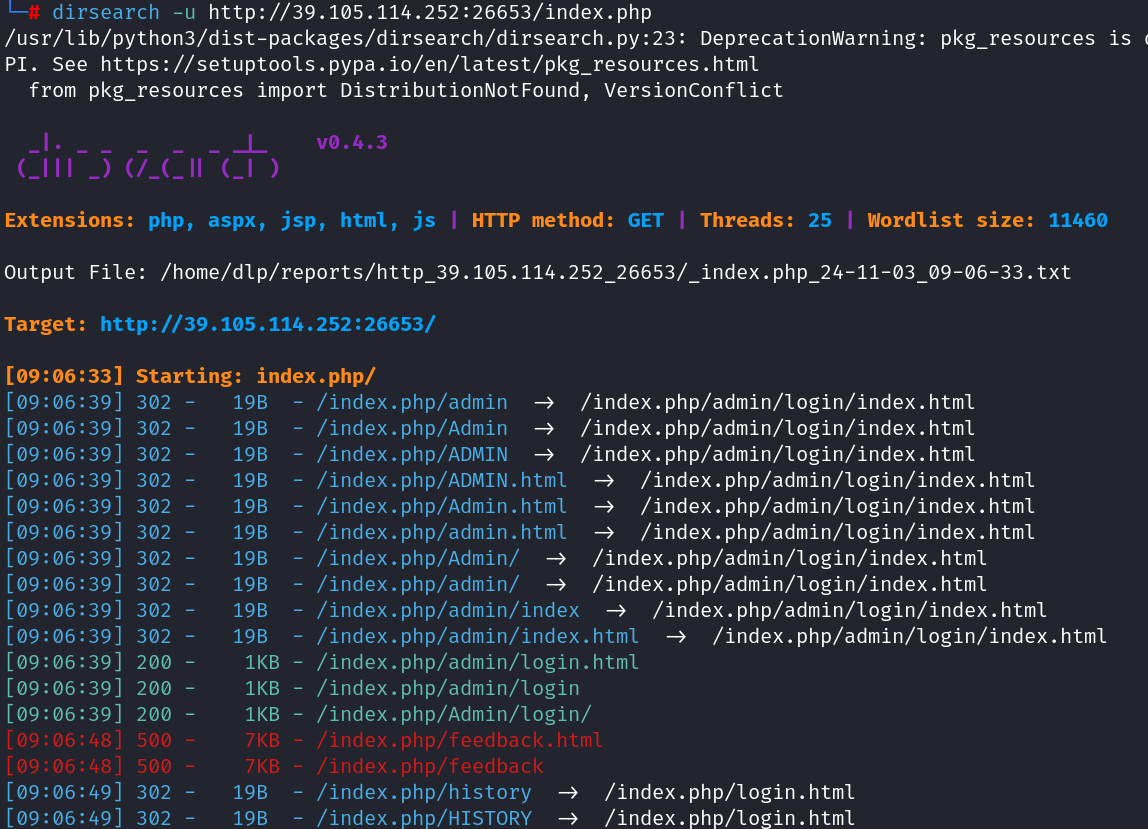 └─# dirsearch -u http://39.105.114.252:26653/index.php
/usr/lib/python3/dist-packages/dirsearch/dirsearch.py:23: DeprecationWarning: pkg_resources is
PI. See https://setuptools.pypa.io/en/latest/pkg_resources.html
  from pkg_resources import DistributionNotFound, VersionConflict
  _|. _ _  _  _  _ _|_    v0.4.3
 (_||| _) (/_(_|| (_| )
Extensions: php, aspx, jsp, html, js | HTTP method: GET | Threads: 25 | Wordlist size: 11460
Output File: /home/dlp/reports/http_39.105.114.252_26653/_index.php_24-11-03_09-06-33.txt
Target: http://39.105.114.252:26653/
[09:06:33] Starting: index.php/
[09:06:39] 302 -   19B  - /index.php/admin  ->  /index.php/admin/login/index.html
[09:06:39] 302 -   19B  - /index.php/Admin  ->  /index.php/admin/login/index.html
[09:06:39] 302 -   19B  - /index.php/ADMIN  ->  /index.php/admin/login/index.html
[09:06:39] 302 -   19B  - /index.php/ADMIN.html  ->  /index.php/admin/login/index.html
[09:06:39] 302 -   19B  - /index.php/Admin.html  ->  /index.php/admin/login/index.html
[09:06:39] 302 -   19B  - /index.php/admin.html  ->  /index.php/admin/login/index.html
[09:06:39] 302 -   19B  - /index.php/Admin/  ->  /index.php/admin/login/index.html
[09:06:39] 302 -   19B  - /index.php/admin/  ->  /index.php/admin/login/index.html
[09:06:39] 302 -   19B  - /index.php/admin/index  ->  /index.php/admin/login/index.html
[09:06:39] 302 -   19B  - /index.php/admin/index.html  ->  /index.php/admin/login/index.html
[09:06:39] 200 -    1KB - /index.php/admin/login.html
[09:06:39] 200 -    1KB - /index.php/admin/login
[09:06:39] 200 -    1KB - /index.php/Admin/login/
[09:06:48] 500 -    7KB - /index.php/feedback.html
[09:06:48] 500 -    7KB - /index.php/feedback
[09:06:49] 302 -   19B  - /index.php/history  ->  /index.php/login.html
[09:06:49] 302 -   19B  - /index.php/HISTORY  ->  /index.php/login.html